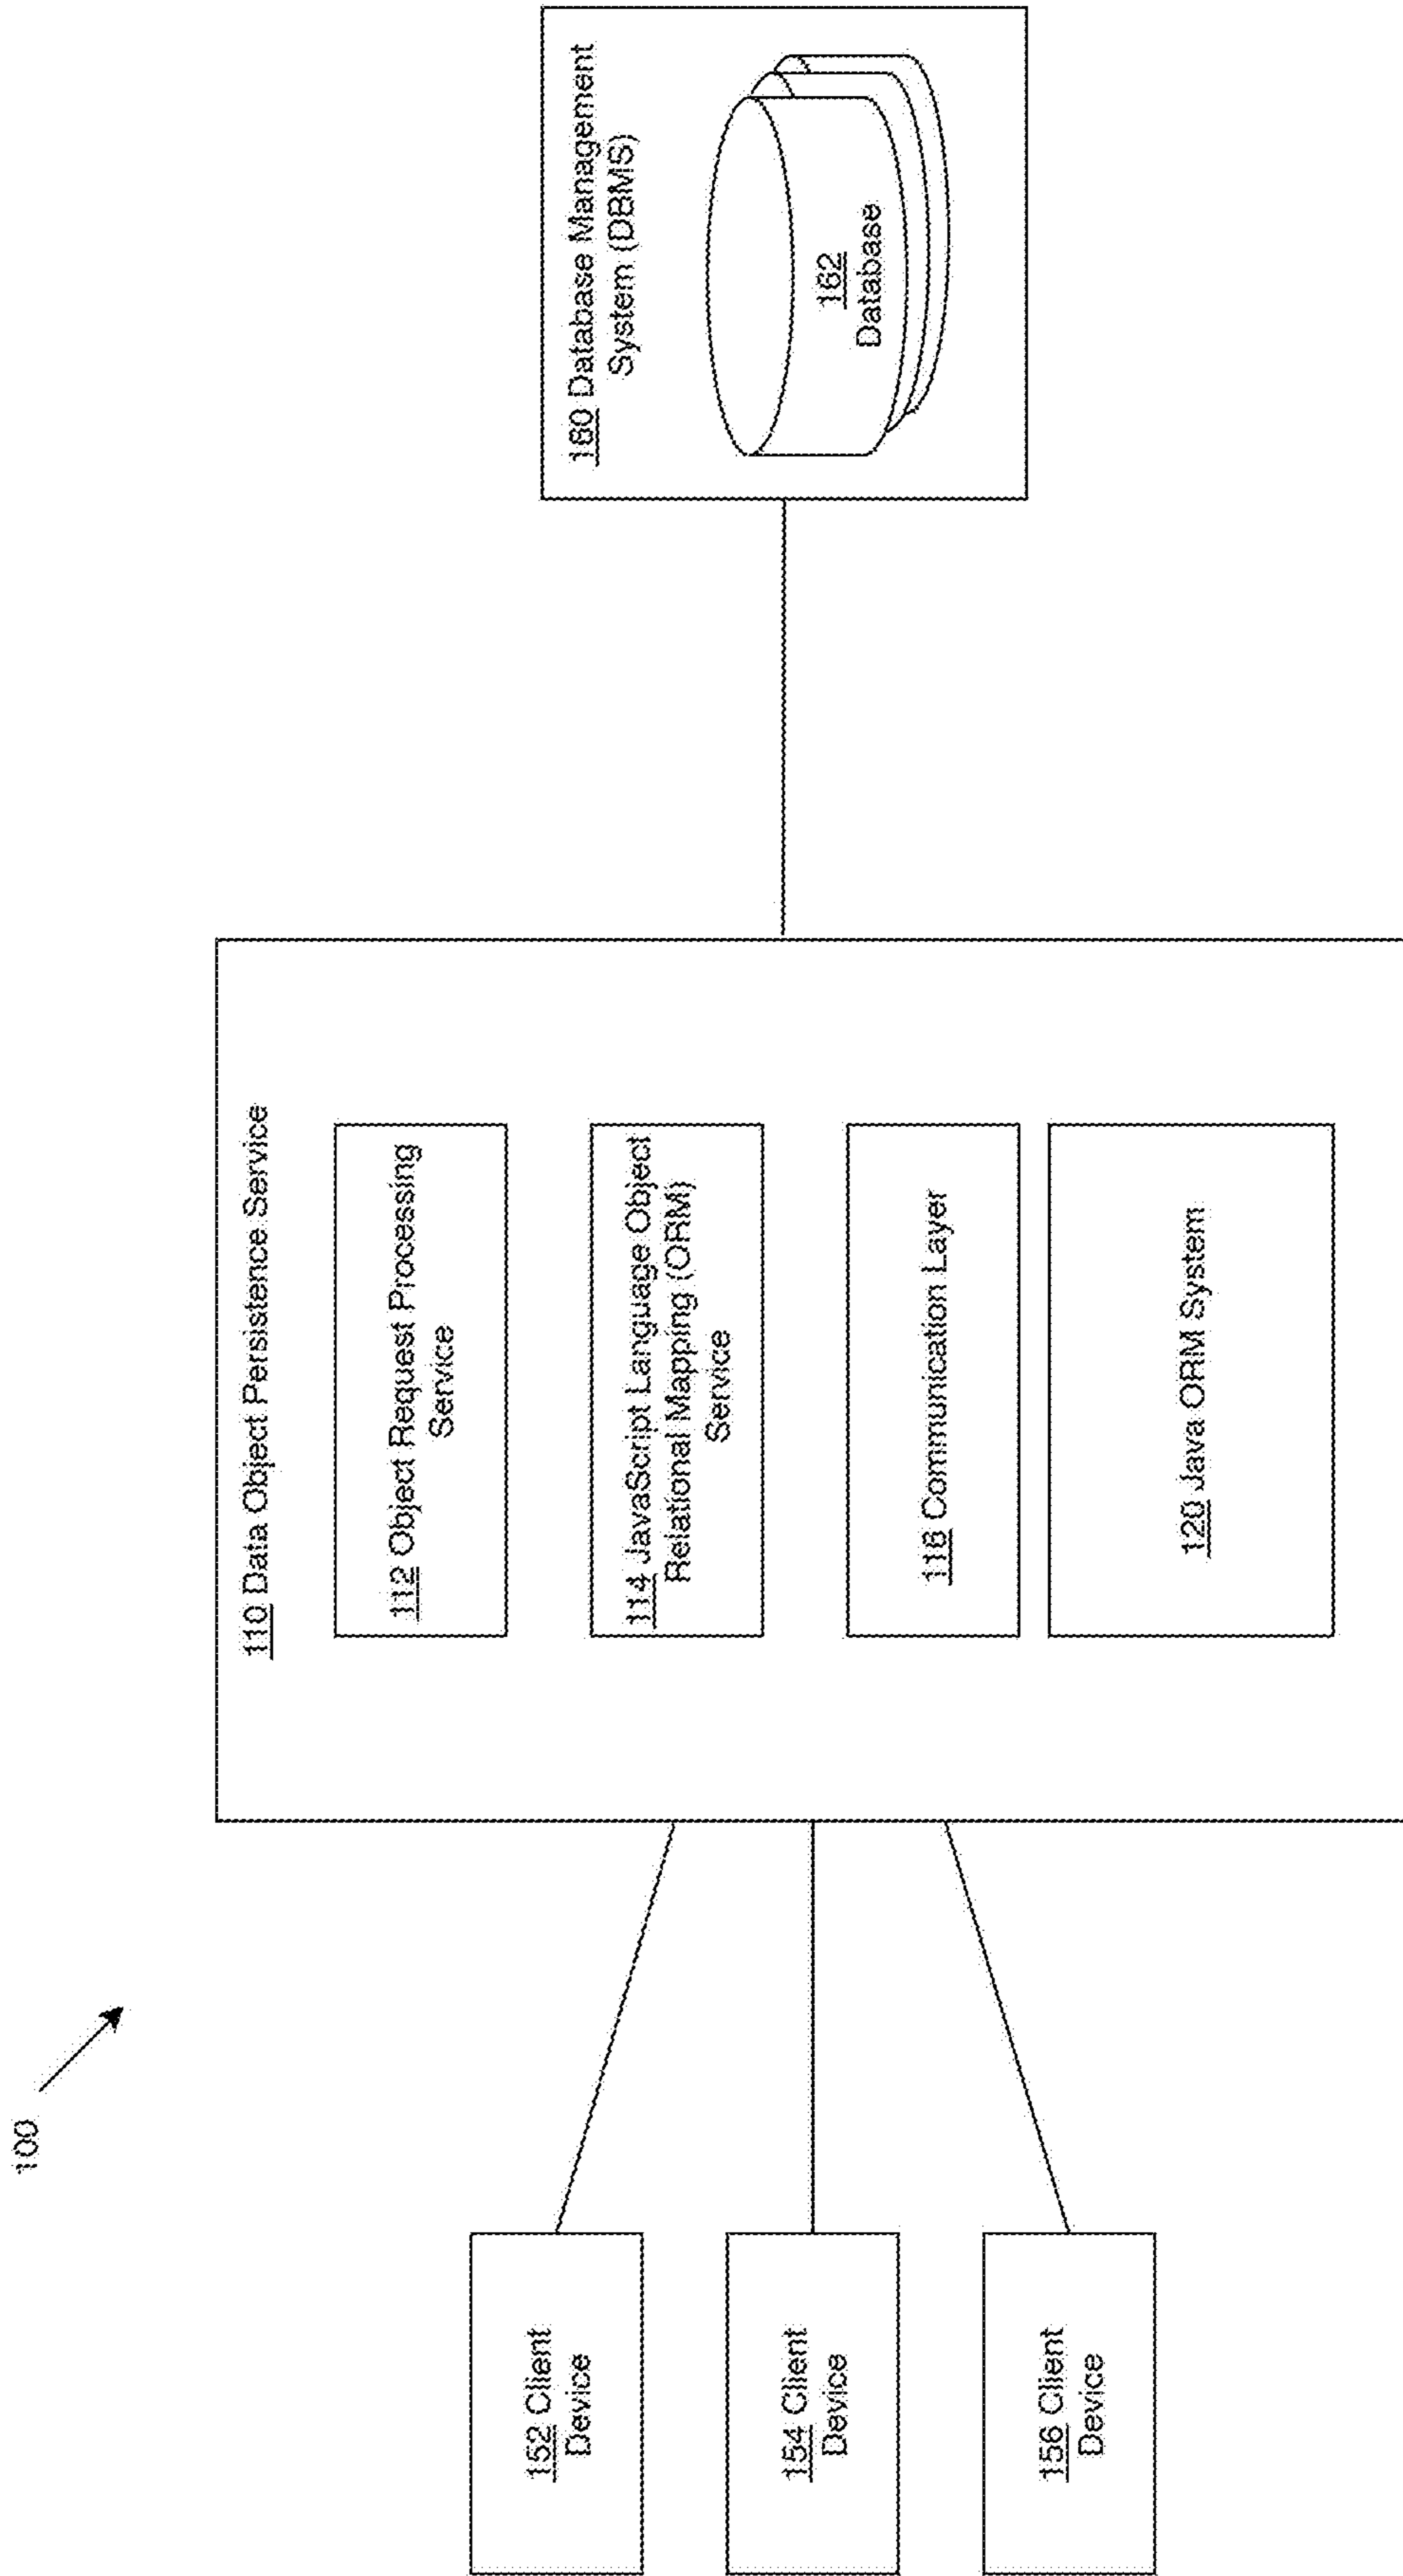 100
110 Data Object Persistence Service
112 Object Request Processing
Service
114 JavaScript Language Object
Relational Mapping (ORM)
Service
116 Communication Layer
120 Java ORM System
152 Client
Device
154 Client
Device
156 Client
Device
160 Database Management
System (DBMS)
162
Database